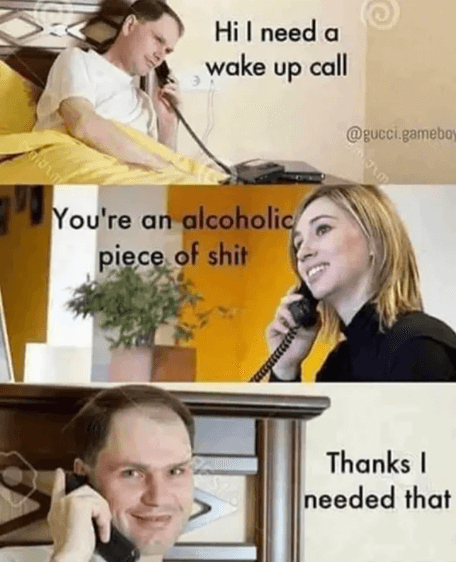 Hi I need a
wake up call
@gucci.gameboy
You're an alcoholic
piece of shit
Thanks I
needed that